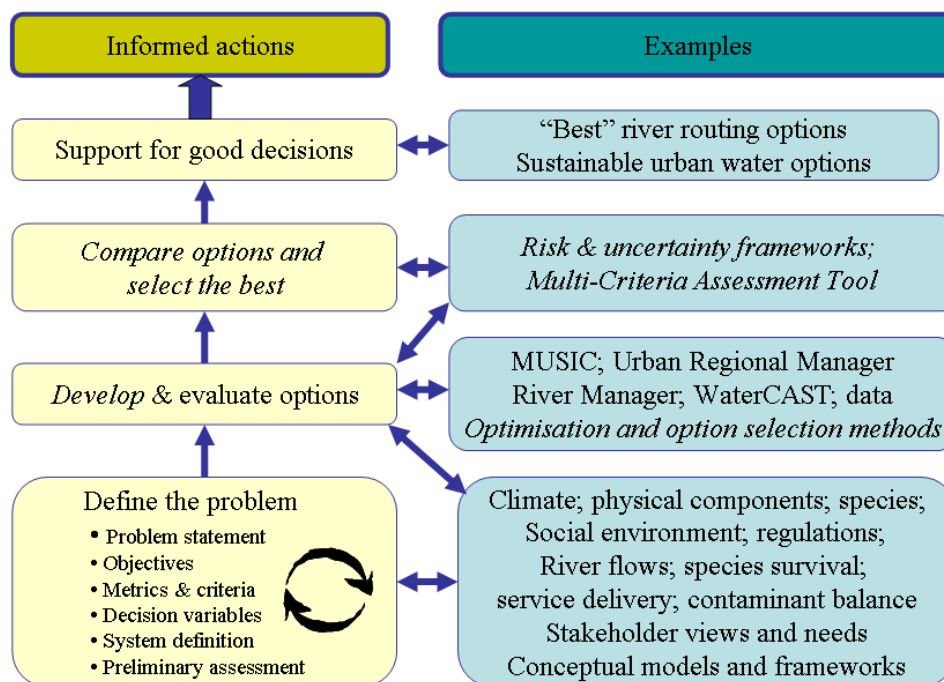 Informed actions
Examples
Support for good decisions
“Best” river routing options
Sustainable urban water options
Compare options and
select the best
Risk & uncertainty frameworks;
Multi-Criteria Assessment Tool
Develop & evaluate options
MUSIC; Urban Regional Manager
River Manager; WaterCAST; data
Optimisation and option selection methods
Define the problem
• Problem statement
• Objectives
• Metrics & criteria
• Decision variables
• System definition
• Preliminary assessment
Climate; physical components; species;
Social environment; regulations;
River flows; species survival;
service delivery; contaminant balance
Stakeholder views and needs
Conceptual models and frameworks